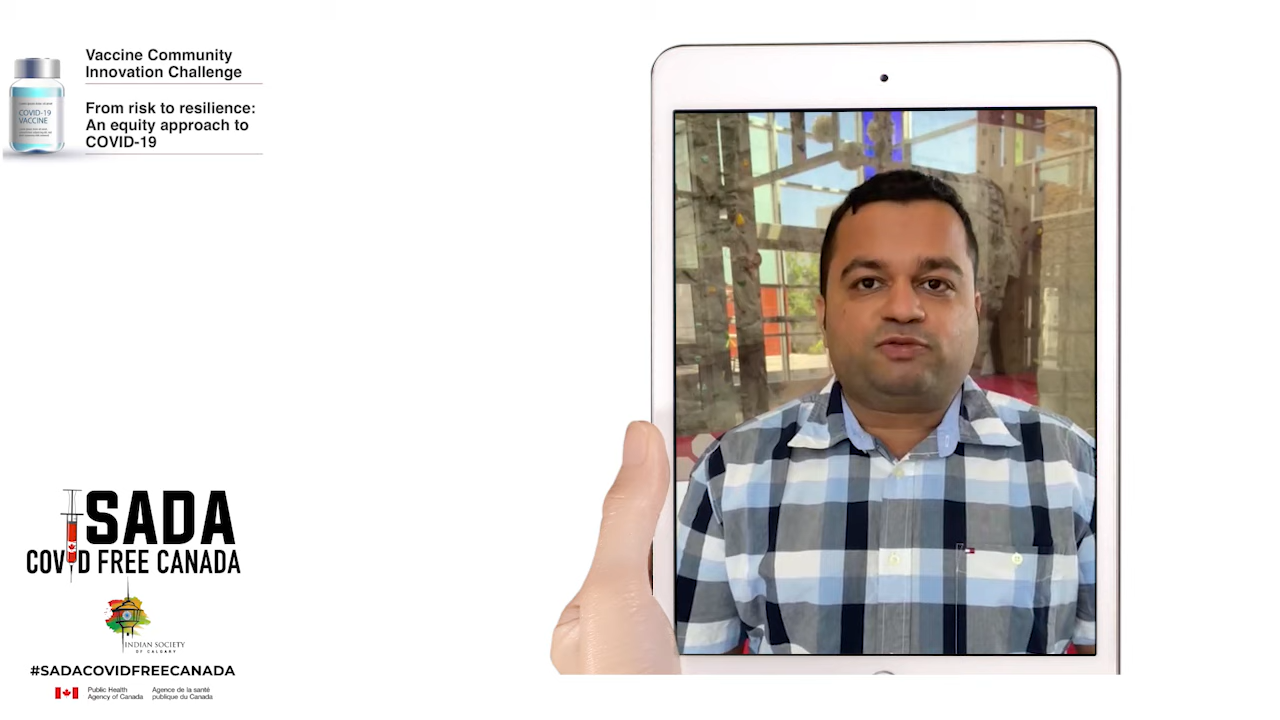 Vaccine Community
Innovation Challenge
From risk to resilience:
An equity approach to
COVID-19
COVID-19
VACCINE
SADA
COVID FREE CANADA
INDIAN SOCIETY
OF CALGARY
#SADACOVIDFREECANADA
Public Health
Agency of Canada
Agence de la santé
publique du Canada